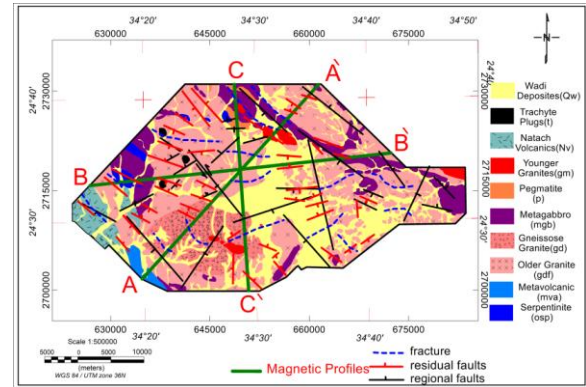 34°20' 34°30' 34°40' 34°50'
630000 645000 660000 675000
N
24°40' 24°40'
2730000 2730000
C A`
B B`
2715000 2715000
24°30' 24°30'
A C`
2700000 2700000
630000 645000 660000 675000
34°20' 34°30' 34°40'
Wadi
Deposites(Qw)
Trachyte
Plugs(t)
Natach
Volcanics(Nv)
Younger
Granites(gm)
Pegmatite
(p)
Metagabbro
(mgb)
Gneissose
Granite(gd)
Older Granite
(gdf)
Metavolcanic
(mva)
Serpentinite
(osp)
Scale 1:500000
5000 0 5000 10000
(meters)
WGS 84 / UTM zone 36N
Magnetic Profiles
fracture
residual faults
regional faults